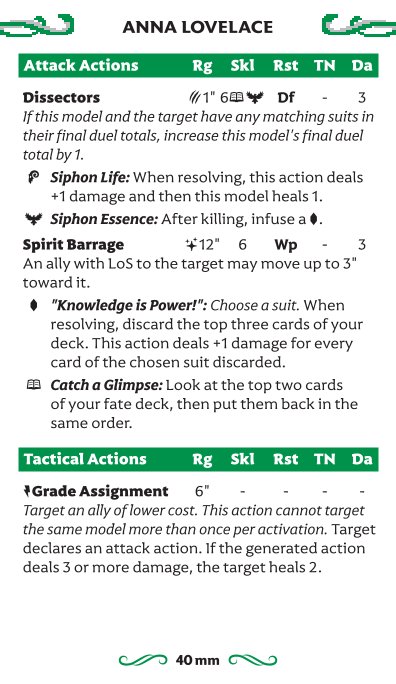 ANNA LOVELACE
Attack Actions Rg Skl Rst TN Da
Dissectors 1" 6 Df - 3
If this model and the target have any matching suits in
their final duel totals, increase this model's final duel
total by 1.
Siphon Life: When resolving, this action deals
+1 damage and then this model heals 1.
Siphon Essence: After killing, infuse a .
Spirit Barrage 12" 6 Wp - 3
An ally with LoS to the target may move up to 3"
toward it.
"Knowledge is Power!": Choose a suit. When
resolving, discard the top three cards of your
deck. This action deals +1 damage for every
card of the chosen suit discarded.
Catch a Glimpse: Look at the top two cards
of your fate deck, then put them back in the
same order.
Tactical Actions Rg Skl Rst TN Da
Grade Assignment 6" - - - -
Target an ally of lower cost. This action cannot target
the same model more than once per activation. Target
declares an attack action. If the generated action
deals 3 or more damage, the target heals 2.
40 mm